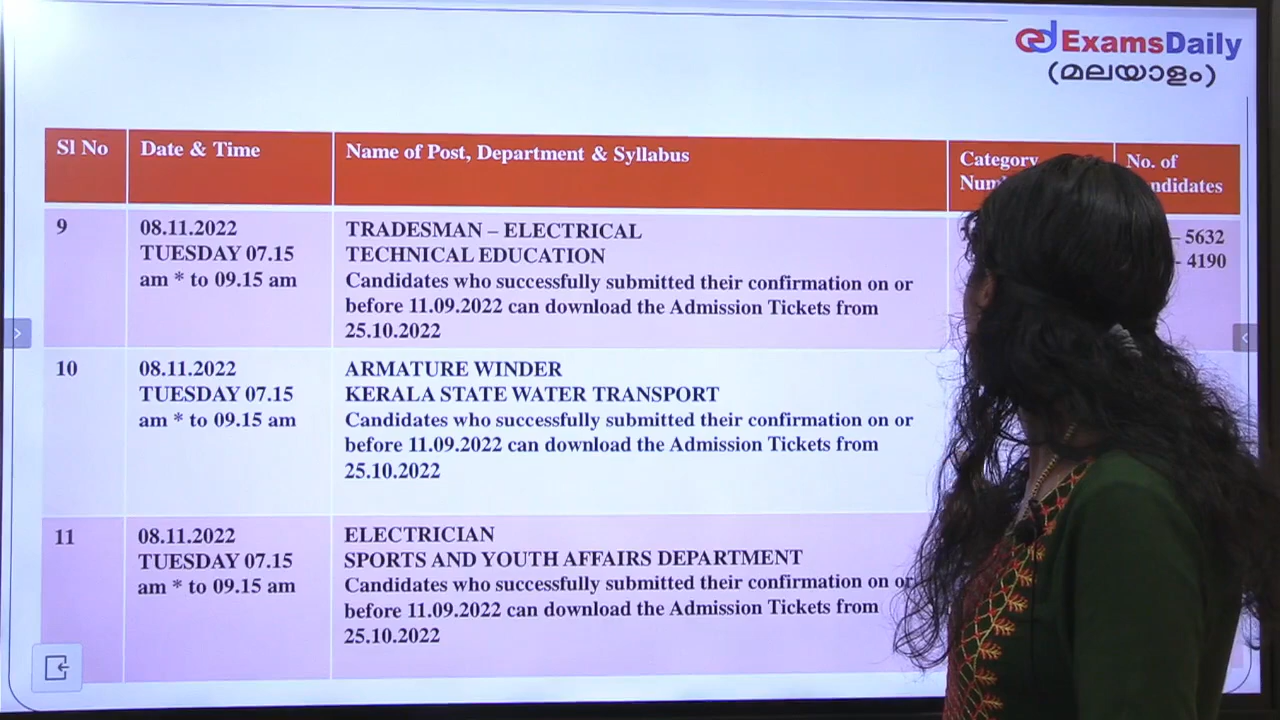 ExamsDaily
(മലയാളം)
Sl No
Date & Time
Name of Post, Department & Syllabus
Category
No. of
9
08.11.2022
TUESDAY 07.15
am * to 09.15 am
TRADESMAN – ELECTRICAL
TECHNICAL EDUCATION
Candidates who successfully submitted their confirmation on or
before 11.09.2022 can download the Admission Tickets from
25.10.2022
– 5632
- 4190
10
08.11.2022
TUESDAY 07.15
am * to 09.15 am
ARMATURE WINDER
KERALA STATE WATER TRANSPORT
Candidates who successfully submitted their confirmation on or
before 11.09.2022 can download the Admission Tickets from
25.10.2022
11
08.11.2022
TUESDAY 07.15
am * to 09.15 am
ELECTRICIAN
SPORTS AND YOUTH AFFAIRS DEPARTMENT
Candidates who successfully submitted their confirmation on or
before 11.09.2022 can download the Admission Tickets from
25.10.2022